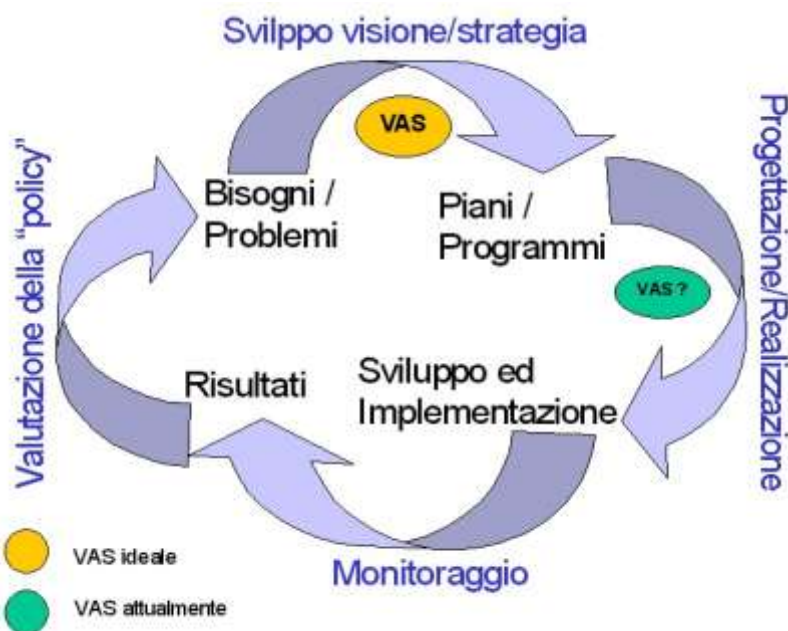 Svilppo visione/strategia
VAS
Bisogni /
Problemi
Piani /
Programmi
Progettazione/Realizzazione
VAS ?
Valutazione della "policy"
Risultati
Sviluppo ed
Implementazione
Monitoraggio
VAS ideale
VAS attualmente